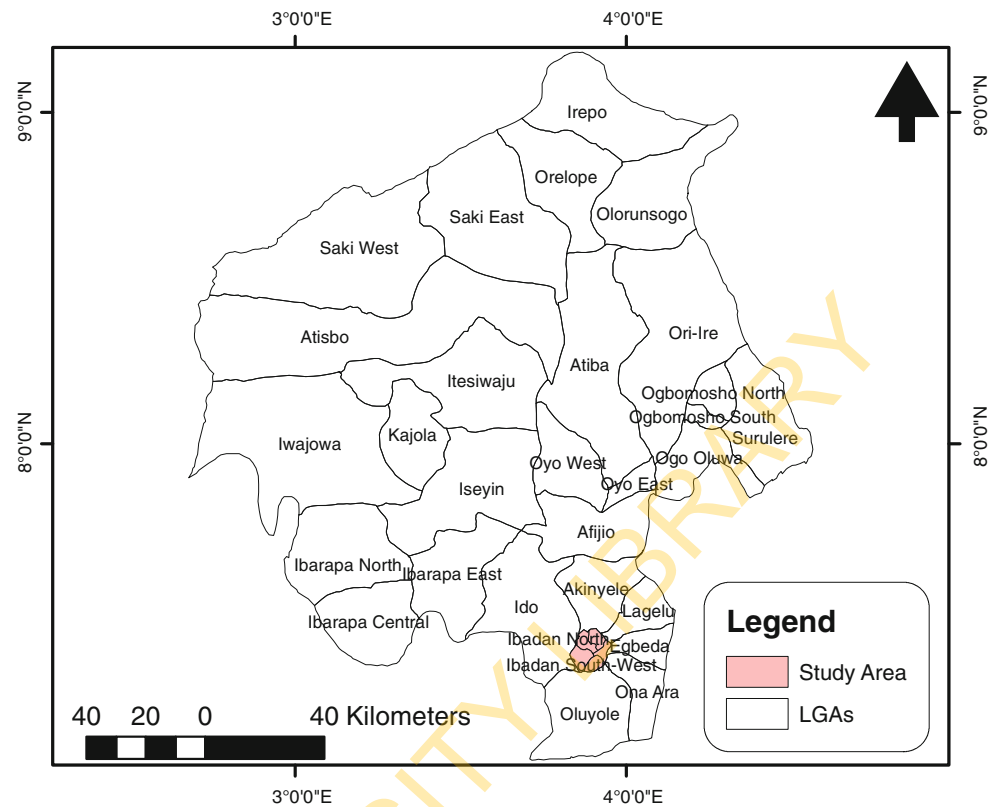 3°0'0"E 4°0'0"E
9°0'0"N 9°0'0"N
Irepo
Orelope
Olorunsogo
Saki East
Saki West
Atisbo
Ori-Ire
Atiba
Itesiwaju
Ogbomosho North
Ogbomosho South
Kajola
Surulere
Iwajowa
8°0'0"N 8°0'0"N
Oyo West
Ogo Oluwa
Oyo East
Iseyin
Afijio
Ibarapa North
Ibarapa East
Akinyele
Ido
Lagelu
Ibarapa Central
Ibadan North
Egbeda
Ibadan South-West
Ona Ara
Oluyole
Legend
Study Area
LGAs
40 20 0 40 Kilometers
3°0'0"E 4°0'0"E
ITY LIBRARY